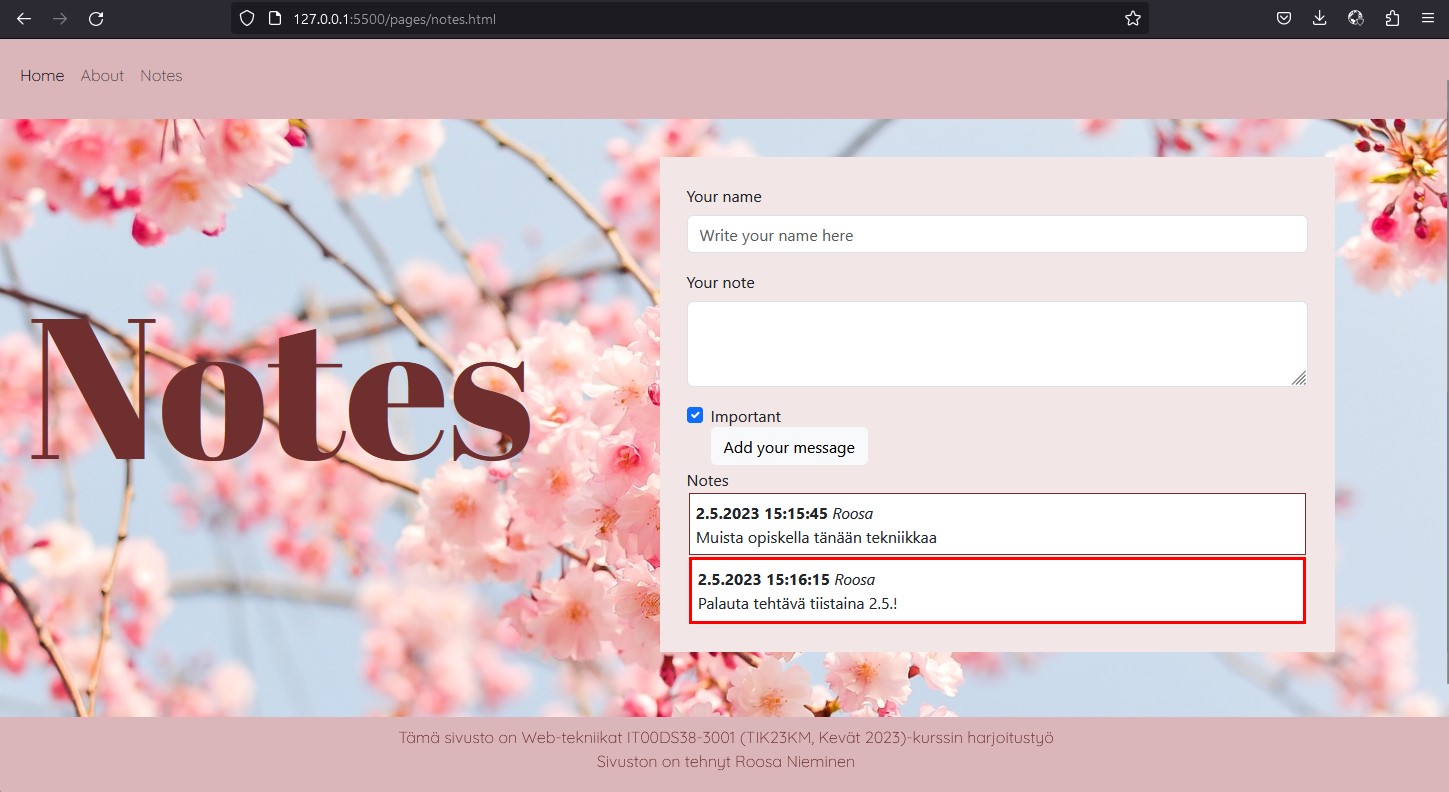 127.0.0.1:5500/pages/notes.html
Home About Notes
Notes
Your name
Write your name here
Your note
Important
Add your message
Notes
2.5.2023 15:15:45 Roosa
Muista opiskella tänään tekniikkaa
2.5.2023 15:16:15 Roosa
Palauta tehtävä tiistaina 2.5.!
Tämä sivusto on Web-tekniikat IT00DS38-3001 (TIK23KM, Kevät 2023)-kurssin harjoitustyö
Sivuston on tehnyt Roosa Nieminen